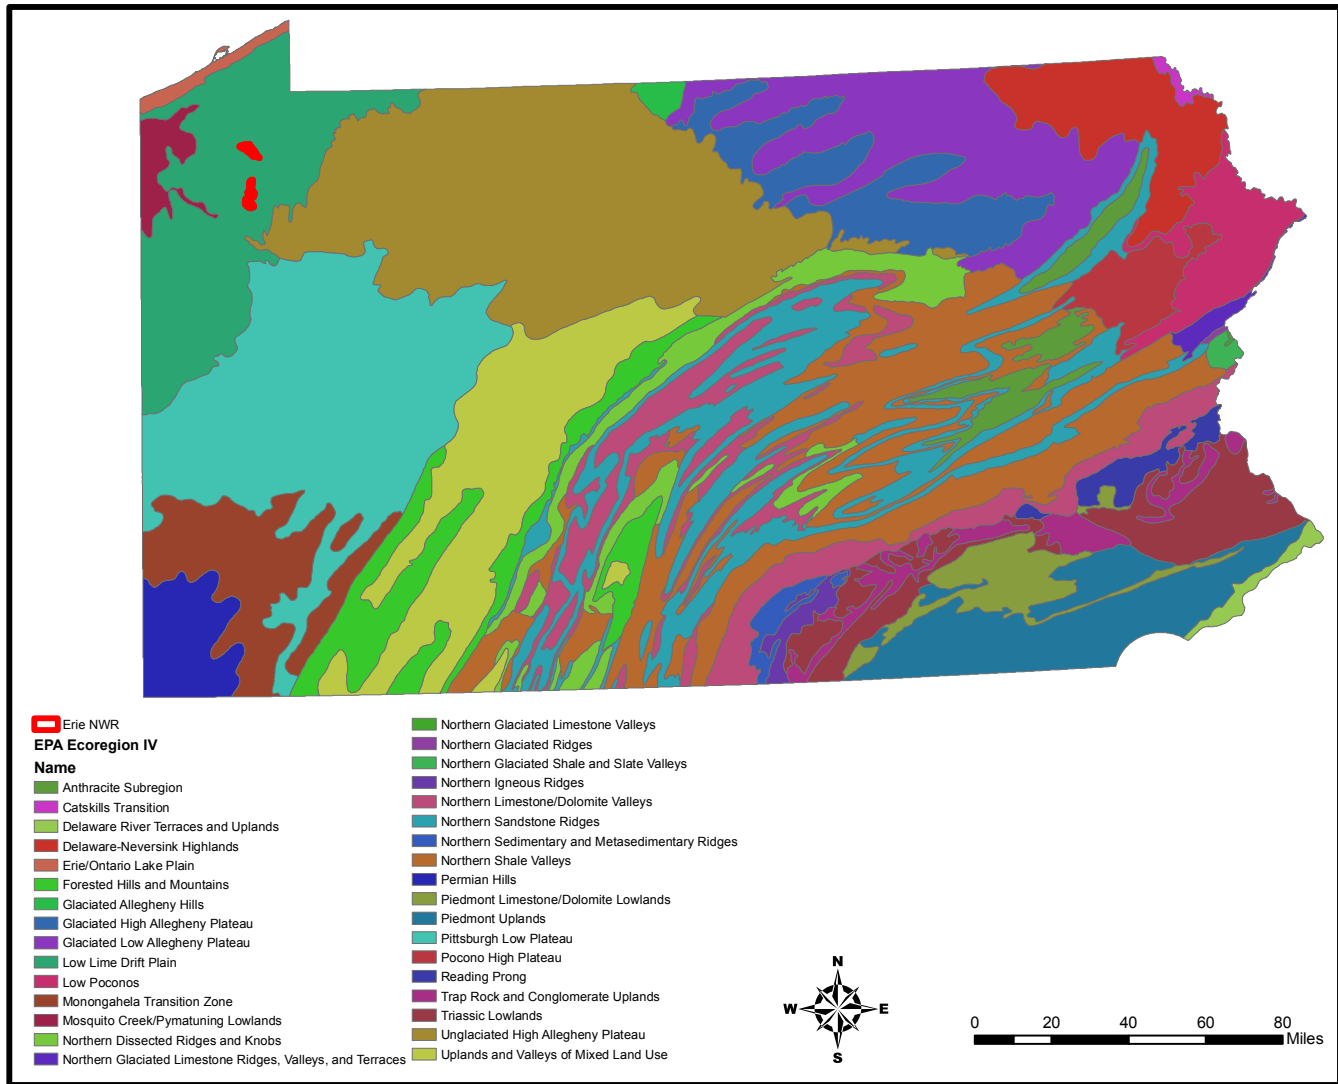 Erie NWR
EPA Ecoregion IV
Name
Anthracite Subregion
Catskills Transition
Delaware River Terraces and Uplands
Delaware-Neversink Highlands
Erie/Ontario Lake Plain
Forested Hills and Mountains
Glaciated Allegheny Hills
Glaciated High Allegheny Plateau
Glaciated Low Allegheny Plateau
Low Lime Drift Plain
Low Poconos
Monongahela Transition Zone
Mosquito Creek/Pymatuning Lowlands
Northern Dissected Ridges and Knobs
Northern Glaciated Limestone Ridges, Valleys, and Terraces
Northern Glaciated Limestone Valleys
Northern Glaciated Ridges
Northern Glaciated Shale and Slate Valleys
Northern Igneous Ridges
Northern Limestone/Dolomite Valleys
Northern Sandstone Ridges
Northern Sedimentary and Metasedimentary Ridges
Northern Shale Valleys
Permian Hills
Piedmont Limestone/Dolomite Lowlands
Piedmont Uplands
Pittsburgh Low Plateau
Pocono High Plateau
Reading Prong
Trap Rock and Conglomerate Uplands
Triassic Lowlands
Unglaciated High Allegheny Plateau
Uplands and Valleys of Mixed Land Use
N
W E
S
0 20 40 60 80
Miles